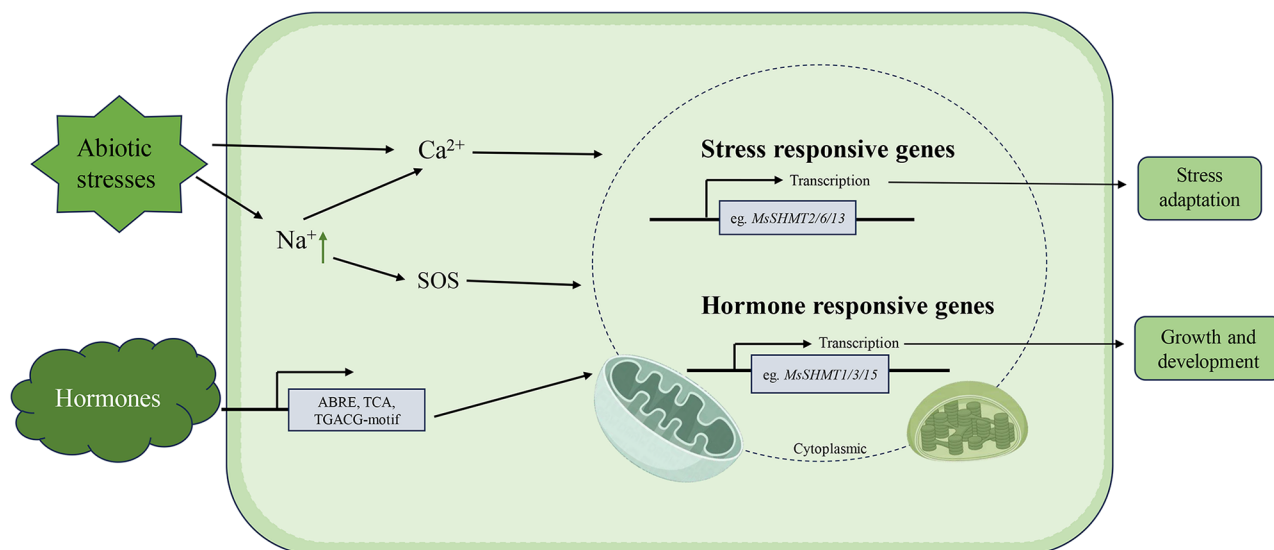 Abiotic
stresses
Ca²⁺
Na⁺
SOS
Stress responsive genes
Transcription
eg. MsSHMT2/6/13
Stress
adaptation
Hormones
ABRE, TCA,
TGACG-motif
Hormone responsive genes
Transcription
eg. MsSHMT1/3/15
Cytoplasmic
Growth and
development